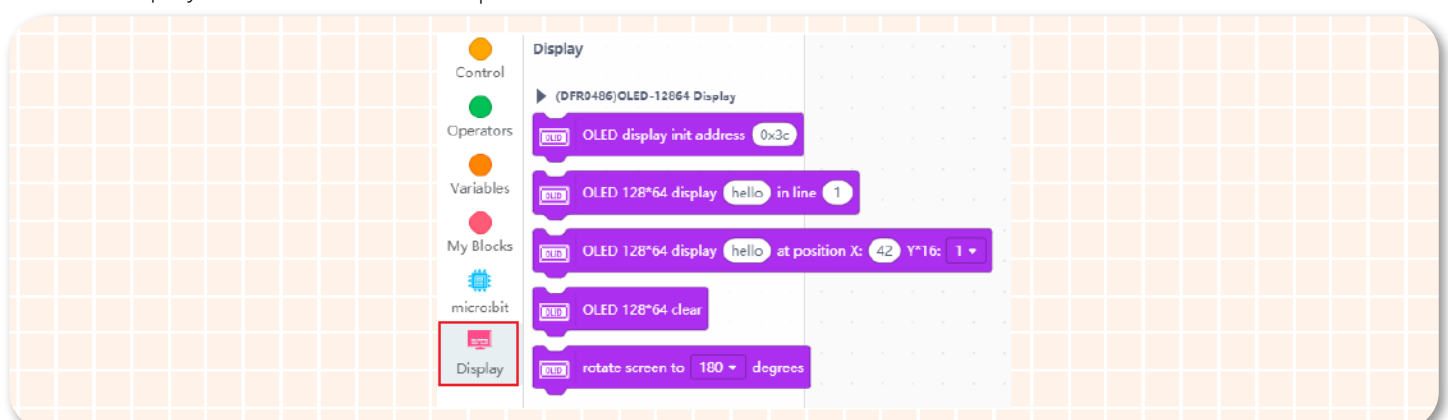 Display
Control
(DFR0486)OLED-12864 Display
Operators
OLED display init address 0x3c
Variables
OLED 128*64 display hello in line 1
My Blocks
OLED 128*64 display hello at position X: 42 Y*16: 1
micro:bit
OLED 128*64 clear
Display
rotate screen to 180 degrees